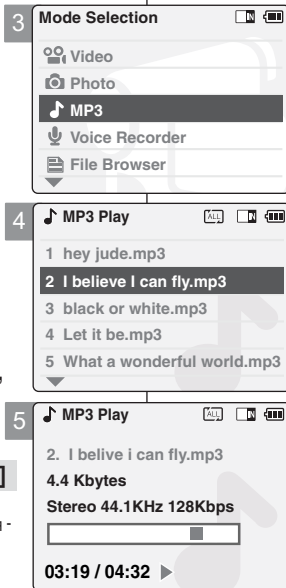 3
Mode Selection N
Video
Photo
MP3
Voice Recorder
File Browser
4
MP3 Play ALL N
1 hey jude.mp3
2 I believe I can fly.mp3
3 black or white.mp3
4 Let it be.mp3
5 What a wonderful world.mp3
,
5
MP3 Play ALL N
2. I belive i can fly.mp3
4.4 Kbytes
]
Stereo 44.1KHz 128Kbps
-
03:19 / 04:32